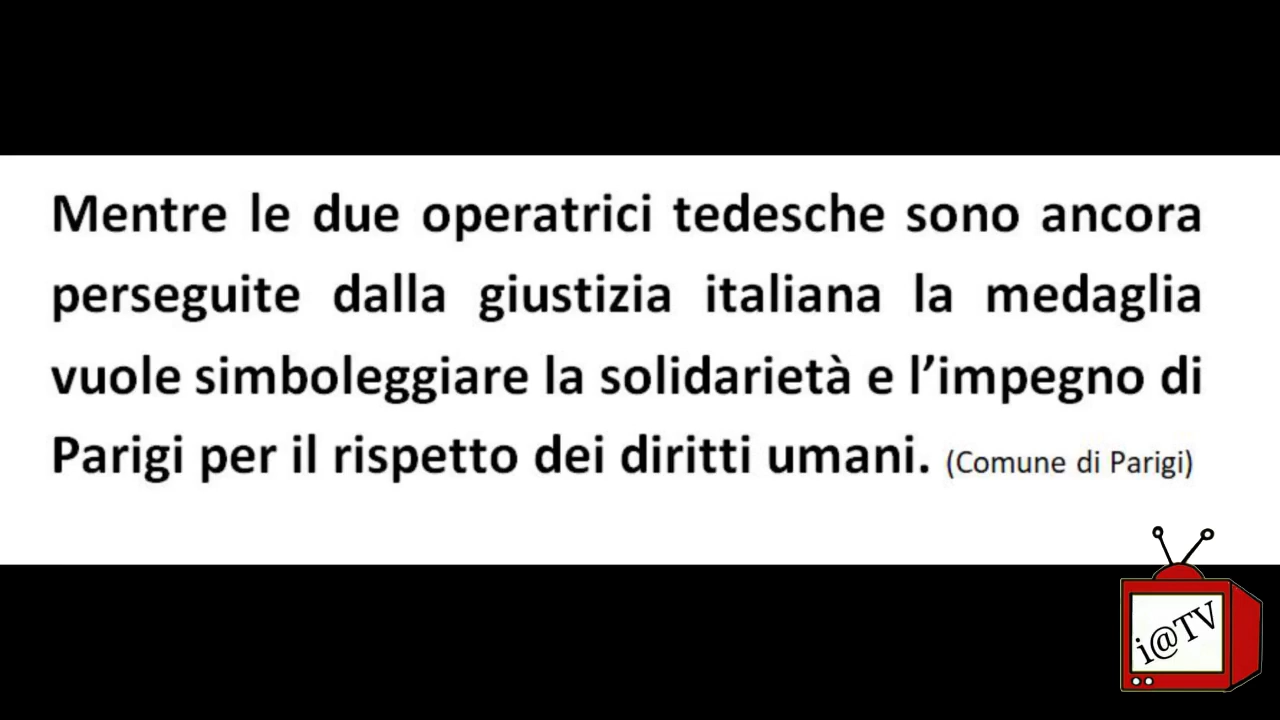 Mentre le due operatrici tedesche sono ancora
perseguite dalla giustizia italiana la medaglia
vuole simboleggiare la solidarietà e l’impegno di
Parigi per il rispetto dei diritti umani. (Comune di Parigi)
i@TV